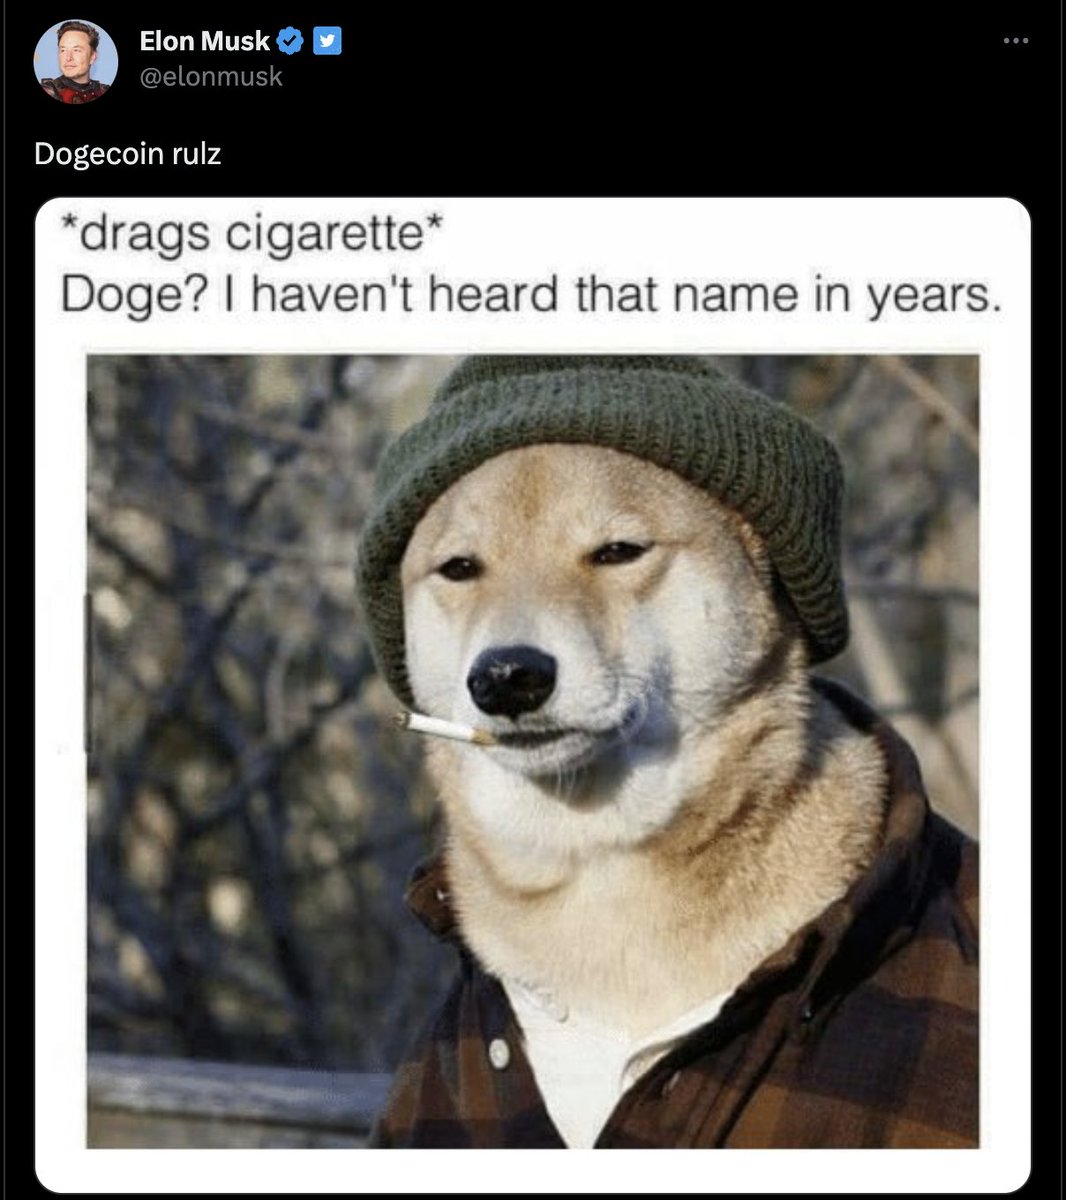 Elon Musk
@elonmusk
Dogecoin rulz
*drags cigarette*
Doge? I haven't heard that name in years.